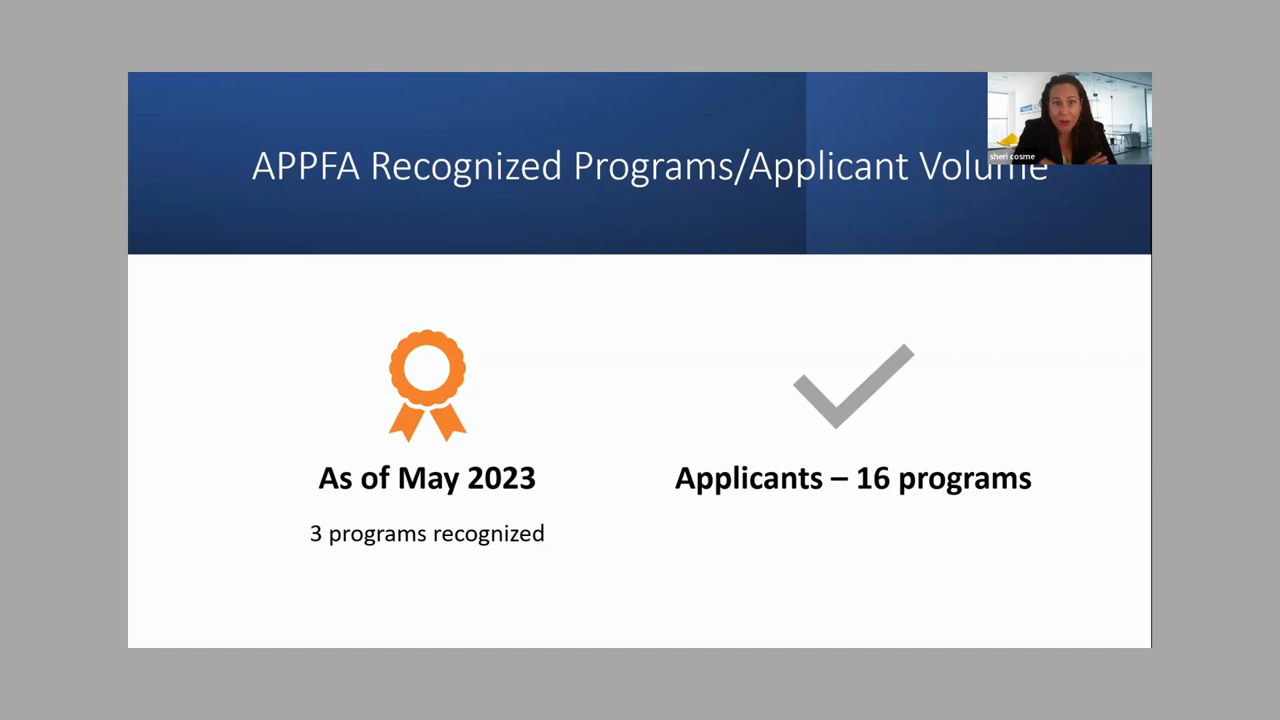 APPFA Recognized Programs/Applicant Volume
sheri cosme
As of May 2023
Applicants – 16 programs
3 programs recognized